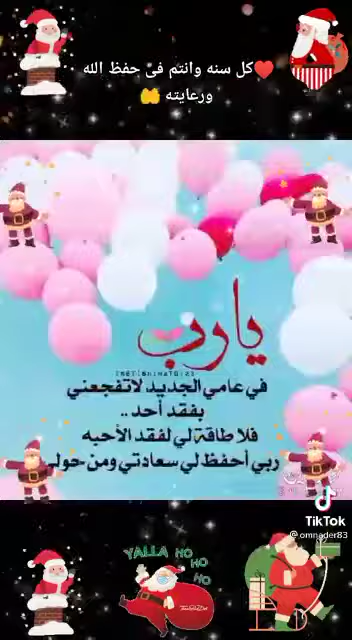 ❤️كل سنه وانتم فى حفظ الله
ورعايته 🤲
يارب
في عامي الجديد لاتفجعني
بفقد أحد ..
فلا طاقة لي لفقد الأحبه
ربي أحفظ لي سعادتي ومن حولي
TikTok
@omnader83
YALLA HO
HO
HO